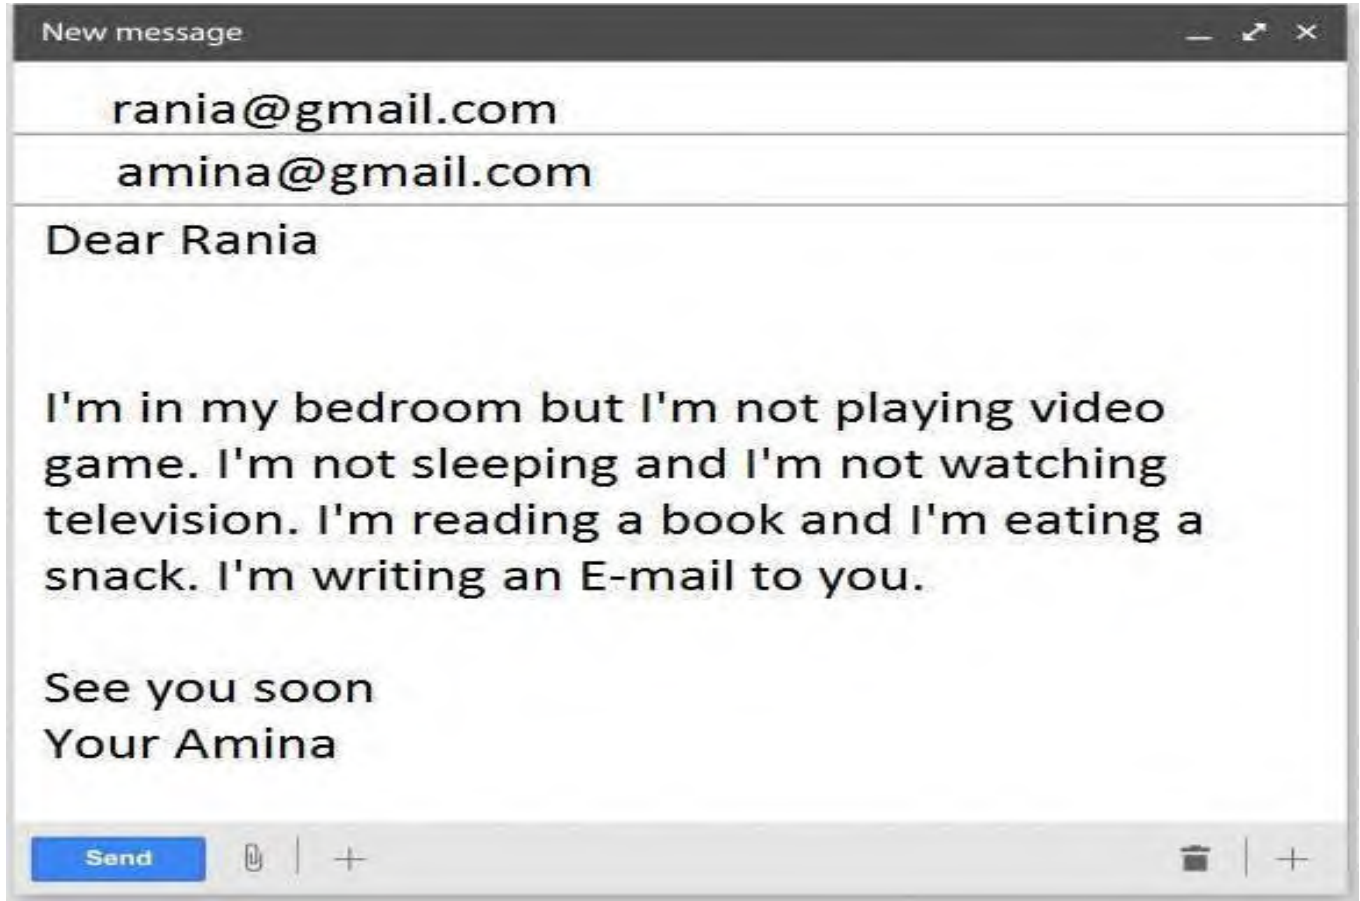 New message
rania@gmail.com
amina@gmail.com
Dear Rania
I'm in my bedroom but I'm not playing video
game. I'm not sleeping and I'm not watching
television. I'm reading a book and I'm eating a
snack. I'm writing an E-mail to you.
See you soon
Your Amina
Send